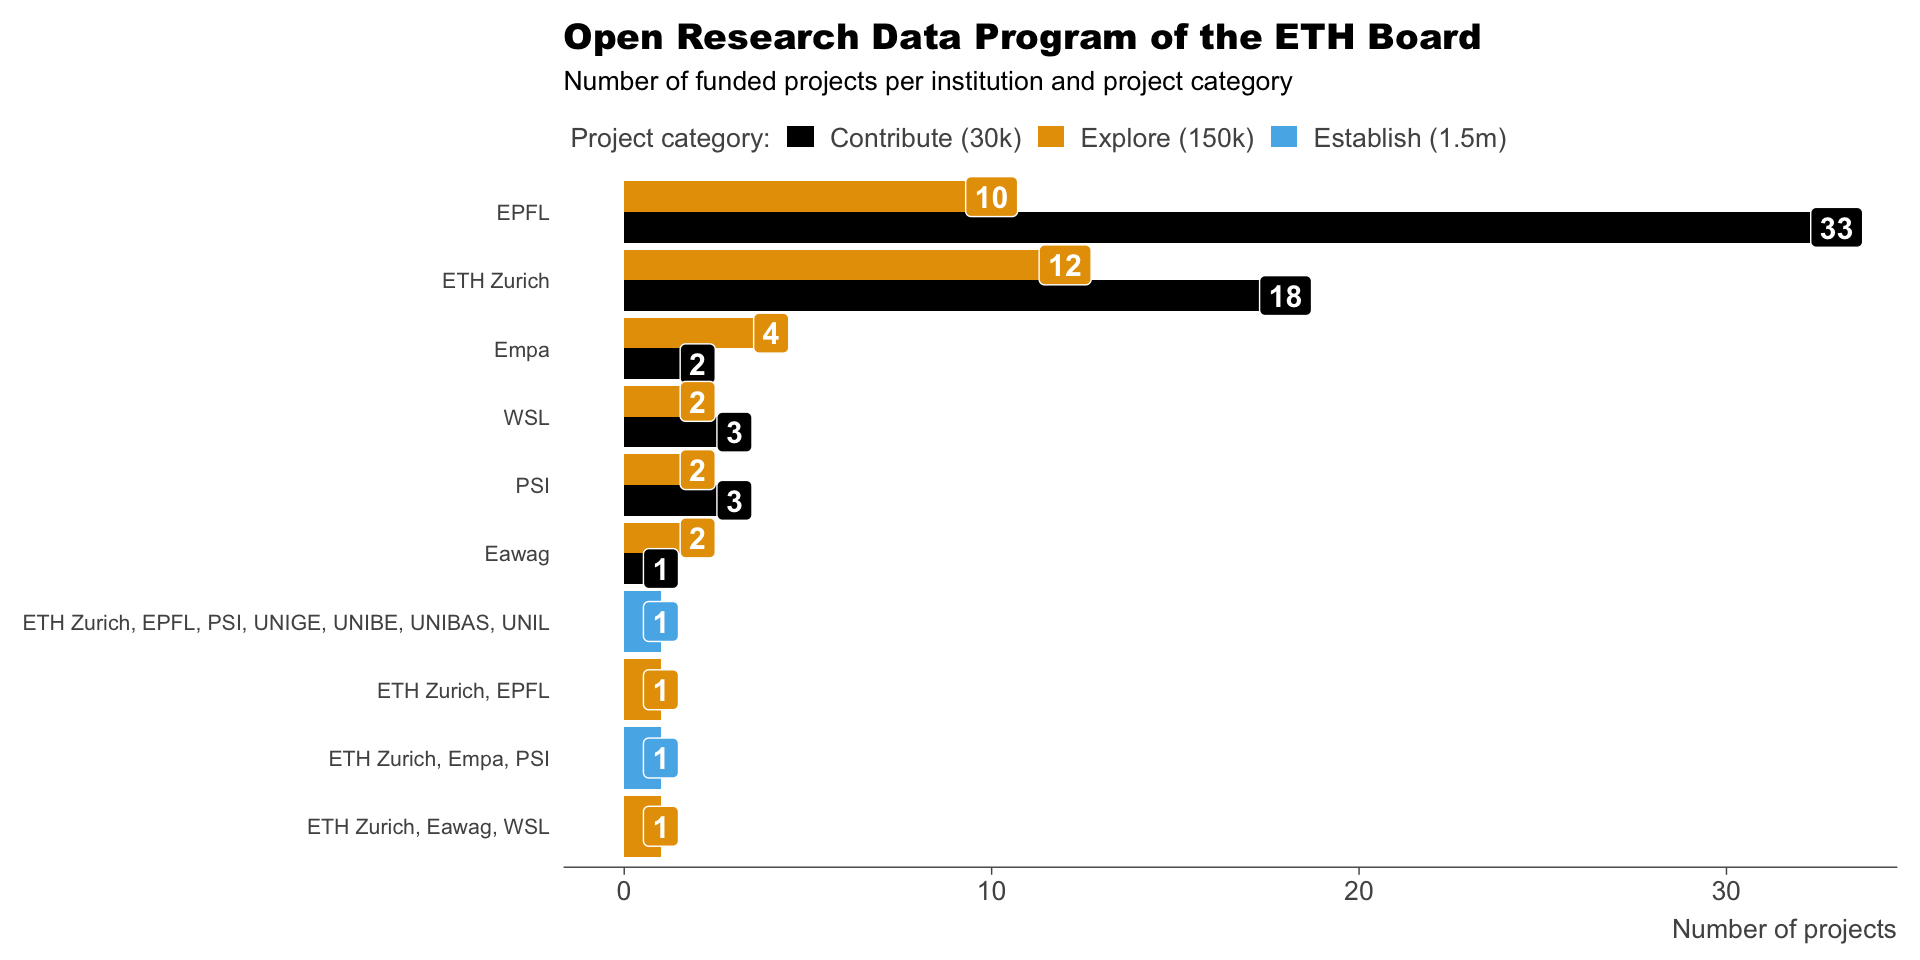 Open Research Data Program of the ETH Board
Number of funded projects per institution and project category
Project category: Contribute (30k) Explore (150k) Establish (1.5m)
EPFL 10 33
ETH Zurich 12 18
Empa 4 2
WSL 2 3
PSI 2 3
Eawag 2 1
ETH Zurich, EPFL, PSI, UNIGE, UNIBE, UNIBAS, UNIL 1
ETH Zurich, EPFL 1
ETH Zurich, Empa, PSI 1
ETH Zurich, Eawag, WSL 1
0 10 20 30
Number of projects